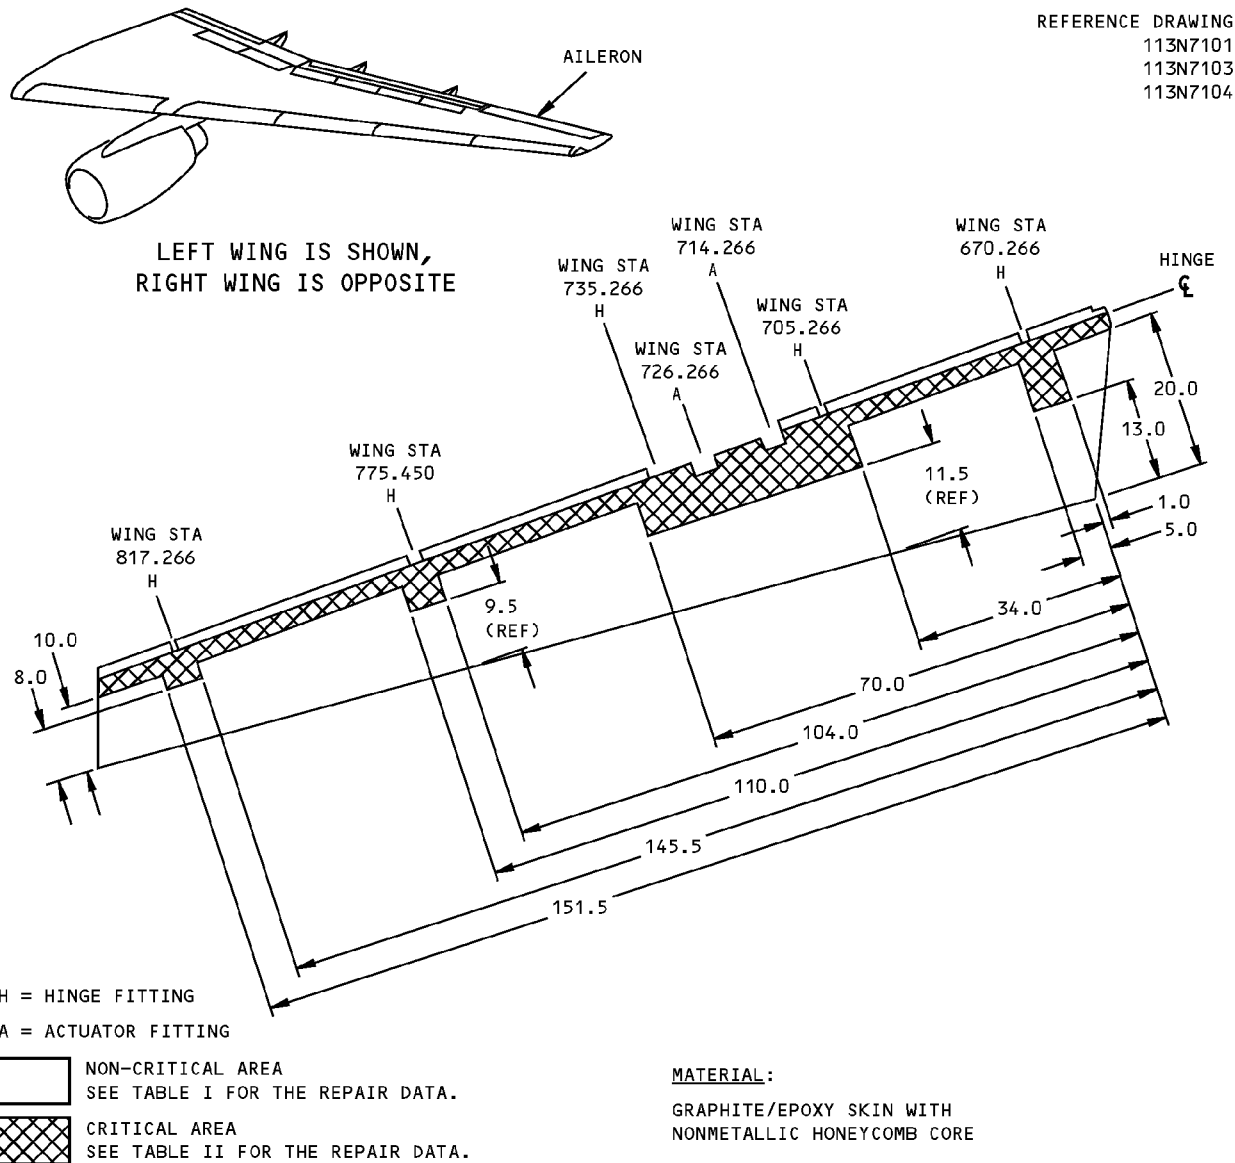 REFERENCE DRAWING
113N7101
113N7103
113N7104
AILERON
LEFT WING IS SHOWN,
RIGHT WING IS OPPOSITE
WING STA
714.266
A
WING STA
670.266
H
HINGE
℄
WING STA
735.266
H
WING STA
705.266
H
WING STA
726.266
A
20.0
13.0
WING STA
775.450
H
11.5
(REF)
1.0
5.0
WING STA
817.266
H
9.5
(REF)
34.0
10.0
8.0
70.0
104.0
110.0
145.5
151.5
H = HINGE FITTING
A = ACTUATOR FITTING
NON-CRITICAL AREA
SEE TABLE I FOR THE REPAIR DATA.
CRITICAL AREA
SEE TABLE II FOR THE REPAIR DATA.
MATERIAL:
GRAPHITE/EPOXY SKIN WITH
NONMETALLIC HONEYCOMB CORE